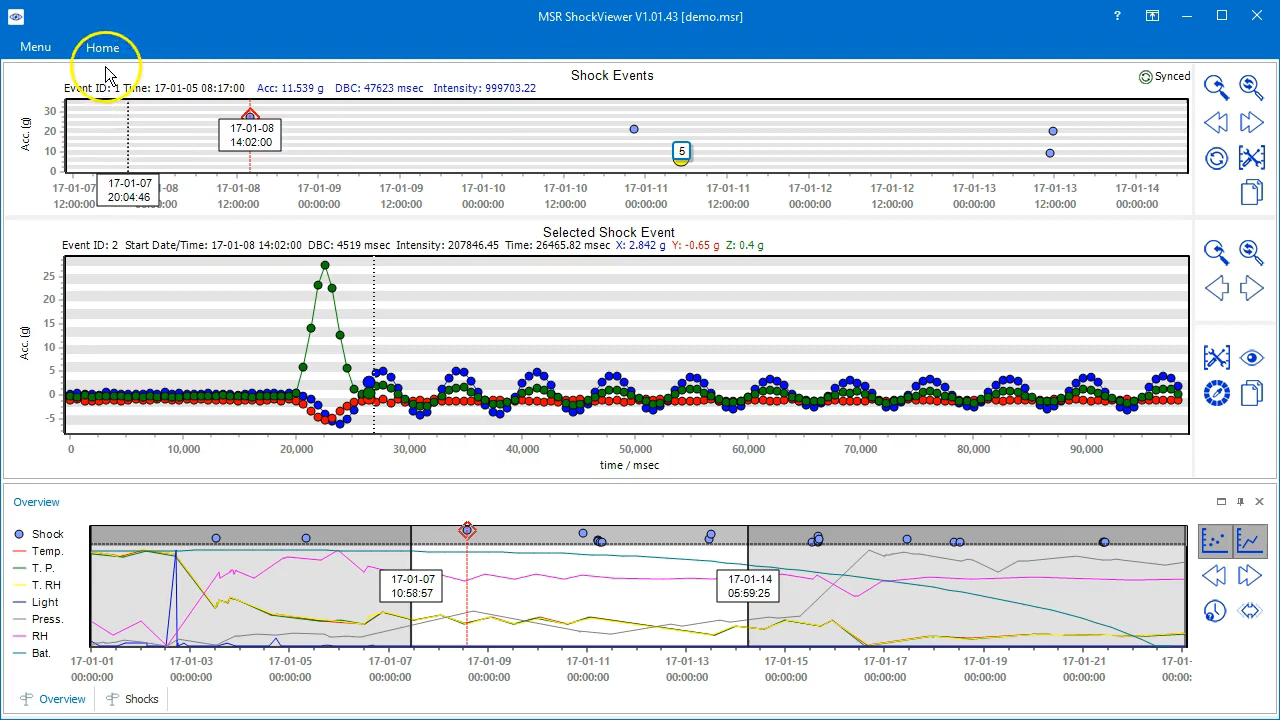 MSR ShockViewer V1.01.43 [demo.msr]
?
Menu
Home
Shock Events
Synced
Event ID: 1 Time: 17-01-05 08:17:00 Acc: 11.539 g DBC: 47623 msec Intensity: 999703.22
Acc. (g)
30
20
10
0
17-01-08
14:02:00
5
17-01-07
20:04:46
17-01-07 -08 17-01-08 17-01-09 17-01-09 17-01-10 17-01-10 17-01-11 17-01-11 17-01-12 17-01-12 17-01-13 17-01-13 17-01-14
12:00:00 00:00 12:00:00 00:00:00 12:00:00 00:00:00 12:00:00 00:00:00 12:00:00 00:00:00 12:00:00 00:00:00 12:00:00 00:00:00
Selected Shock Event
Event ID: 2 Start Date/Time: 17-01-08 14:02:00 DBC: 4519 msec Intensity: 207846.45 Time: 26465.82 msec X: 2.842 g Y: -0.65 g Z: 0.4 g
Acc. (g)
25
20
15
10
5
0
-5
0 10,000 20,000 30,000 40,000 50,000 60,000 70,000 80,000 90,000
time / msec
Overview
Shock
Temp.
T. P.
T. RH
Light
Press.
RH
Bat.
17-01-07
10:58:57
17-01-14
05:59:25
17-01-01 17-01-03 17-01-05 17-01-07 17-01-09 17-01-11 17-01-13 17-01-15 17-01-17 17-01-19 17-01-21 17-01-
00:00:00 00:00:00 00:00:00 00:00:00 00:00:00 00:00:00 00:00:00 00:00:00 00:00:00 00:00:00 00:00:00 00:00:
Overview
Shocks